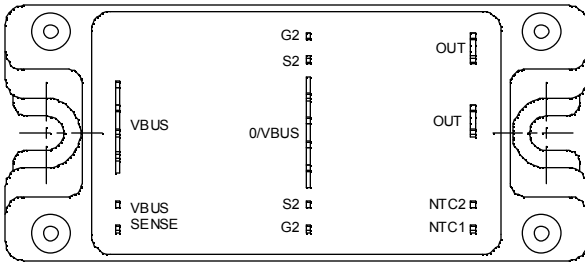 G2
OUT
S2
VBUS
0/VBUS
OUT
VBUS
SENSE
S2
G2
NTC2
NTC1